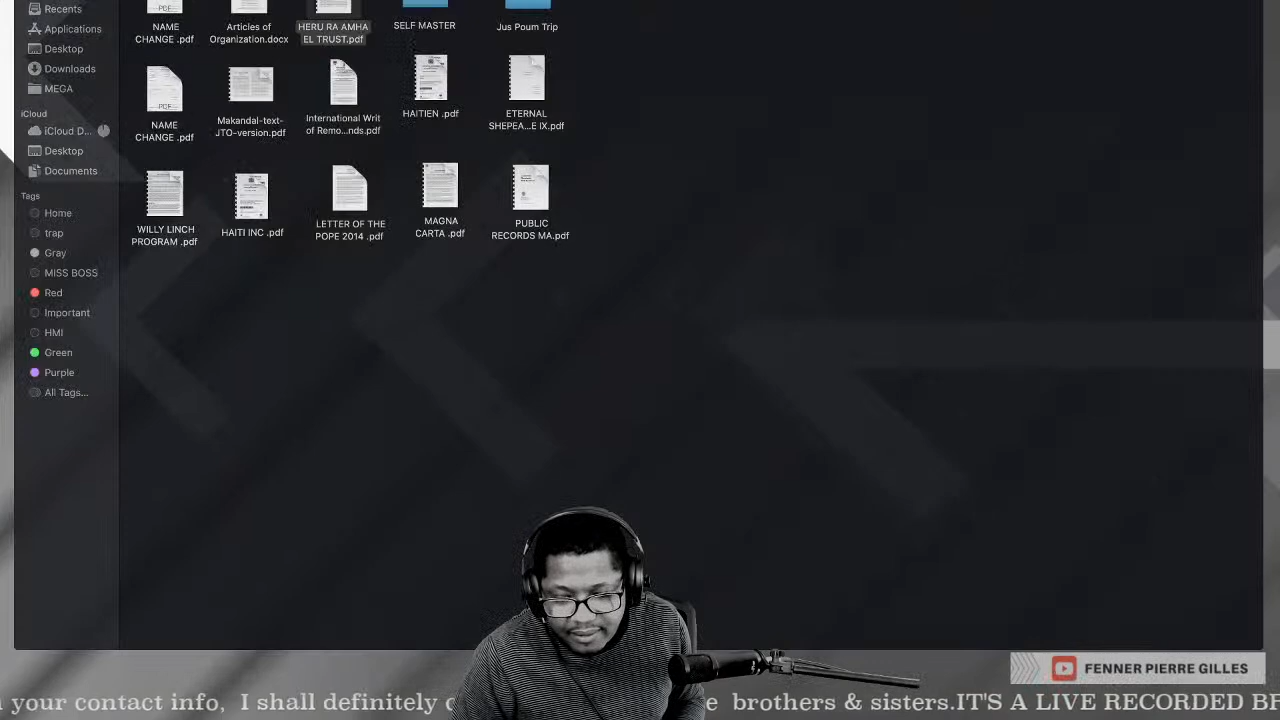 Recents
Applications
Desktop
Downloads
MEGA
iCloud
iCloud D...
Desktop
Documents
Tags
Home
trap
Gray
MISS BOSS
Red
Important
HMI
Green
Purple
All Tags...
PDF
NAME
CHANGE .pdf
Articles of
Organization.docx
HERU RA AMHA
EL TRUST.pdf
SELF MASTER
Jus Poum Trip
PDF
NAME
CHANGE .pdf
Makandal-text-
JTO-version.pdf
International Writ
of Remo...nds.pdf
HAITIEN .pdf
ETERNAL
SHEPEA...E IX.pdf
WILLY LINCH
PROGRAM .pdf
HAITI INC .pdf
LETTER OF THE
POPE 2014 .pdf
MAGNA
CARTA .pdf
PUBLIC
RECORDS MA.pdf
FENNER PIERRE GILLES
your contact info, I shall definitely brothers & sisters.IT'S A LIVE RECORDED